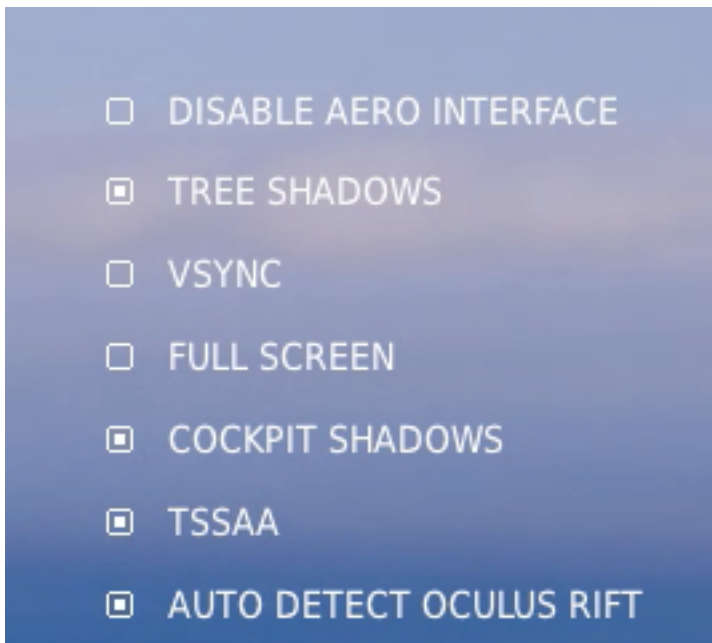 DISABLE AERO INTERFACE
TREE SHADOWS
VSYNC
FULL SCREEN
COCKPIT SHADOWS
TSSAA
AUTO DETECT OCULUS RIFT